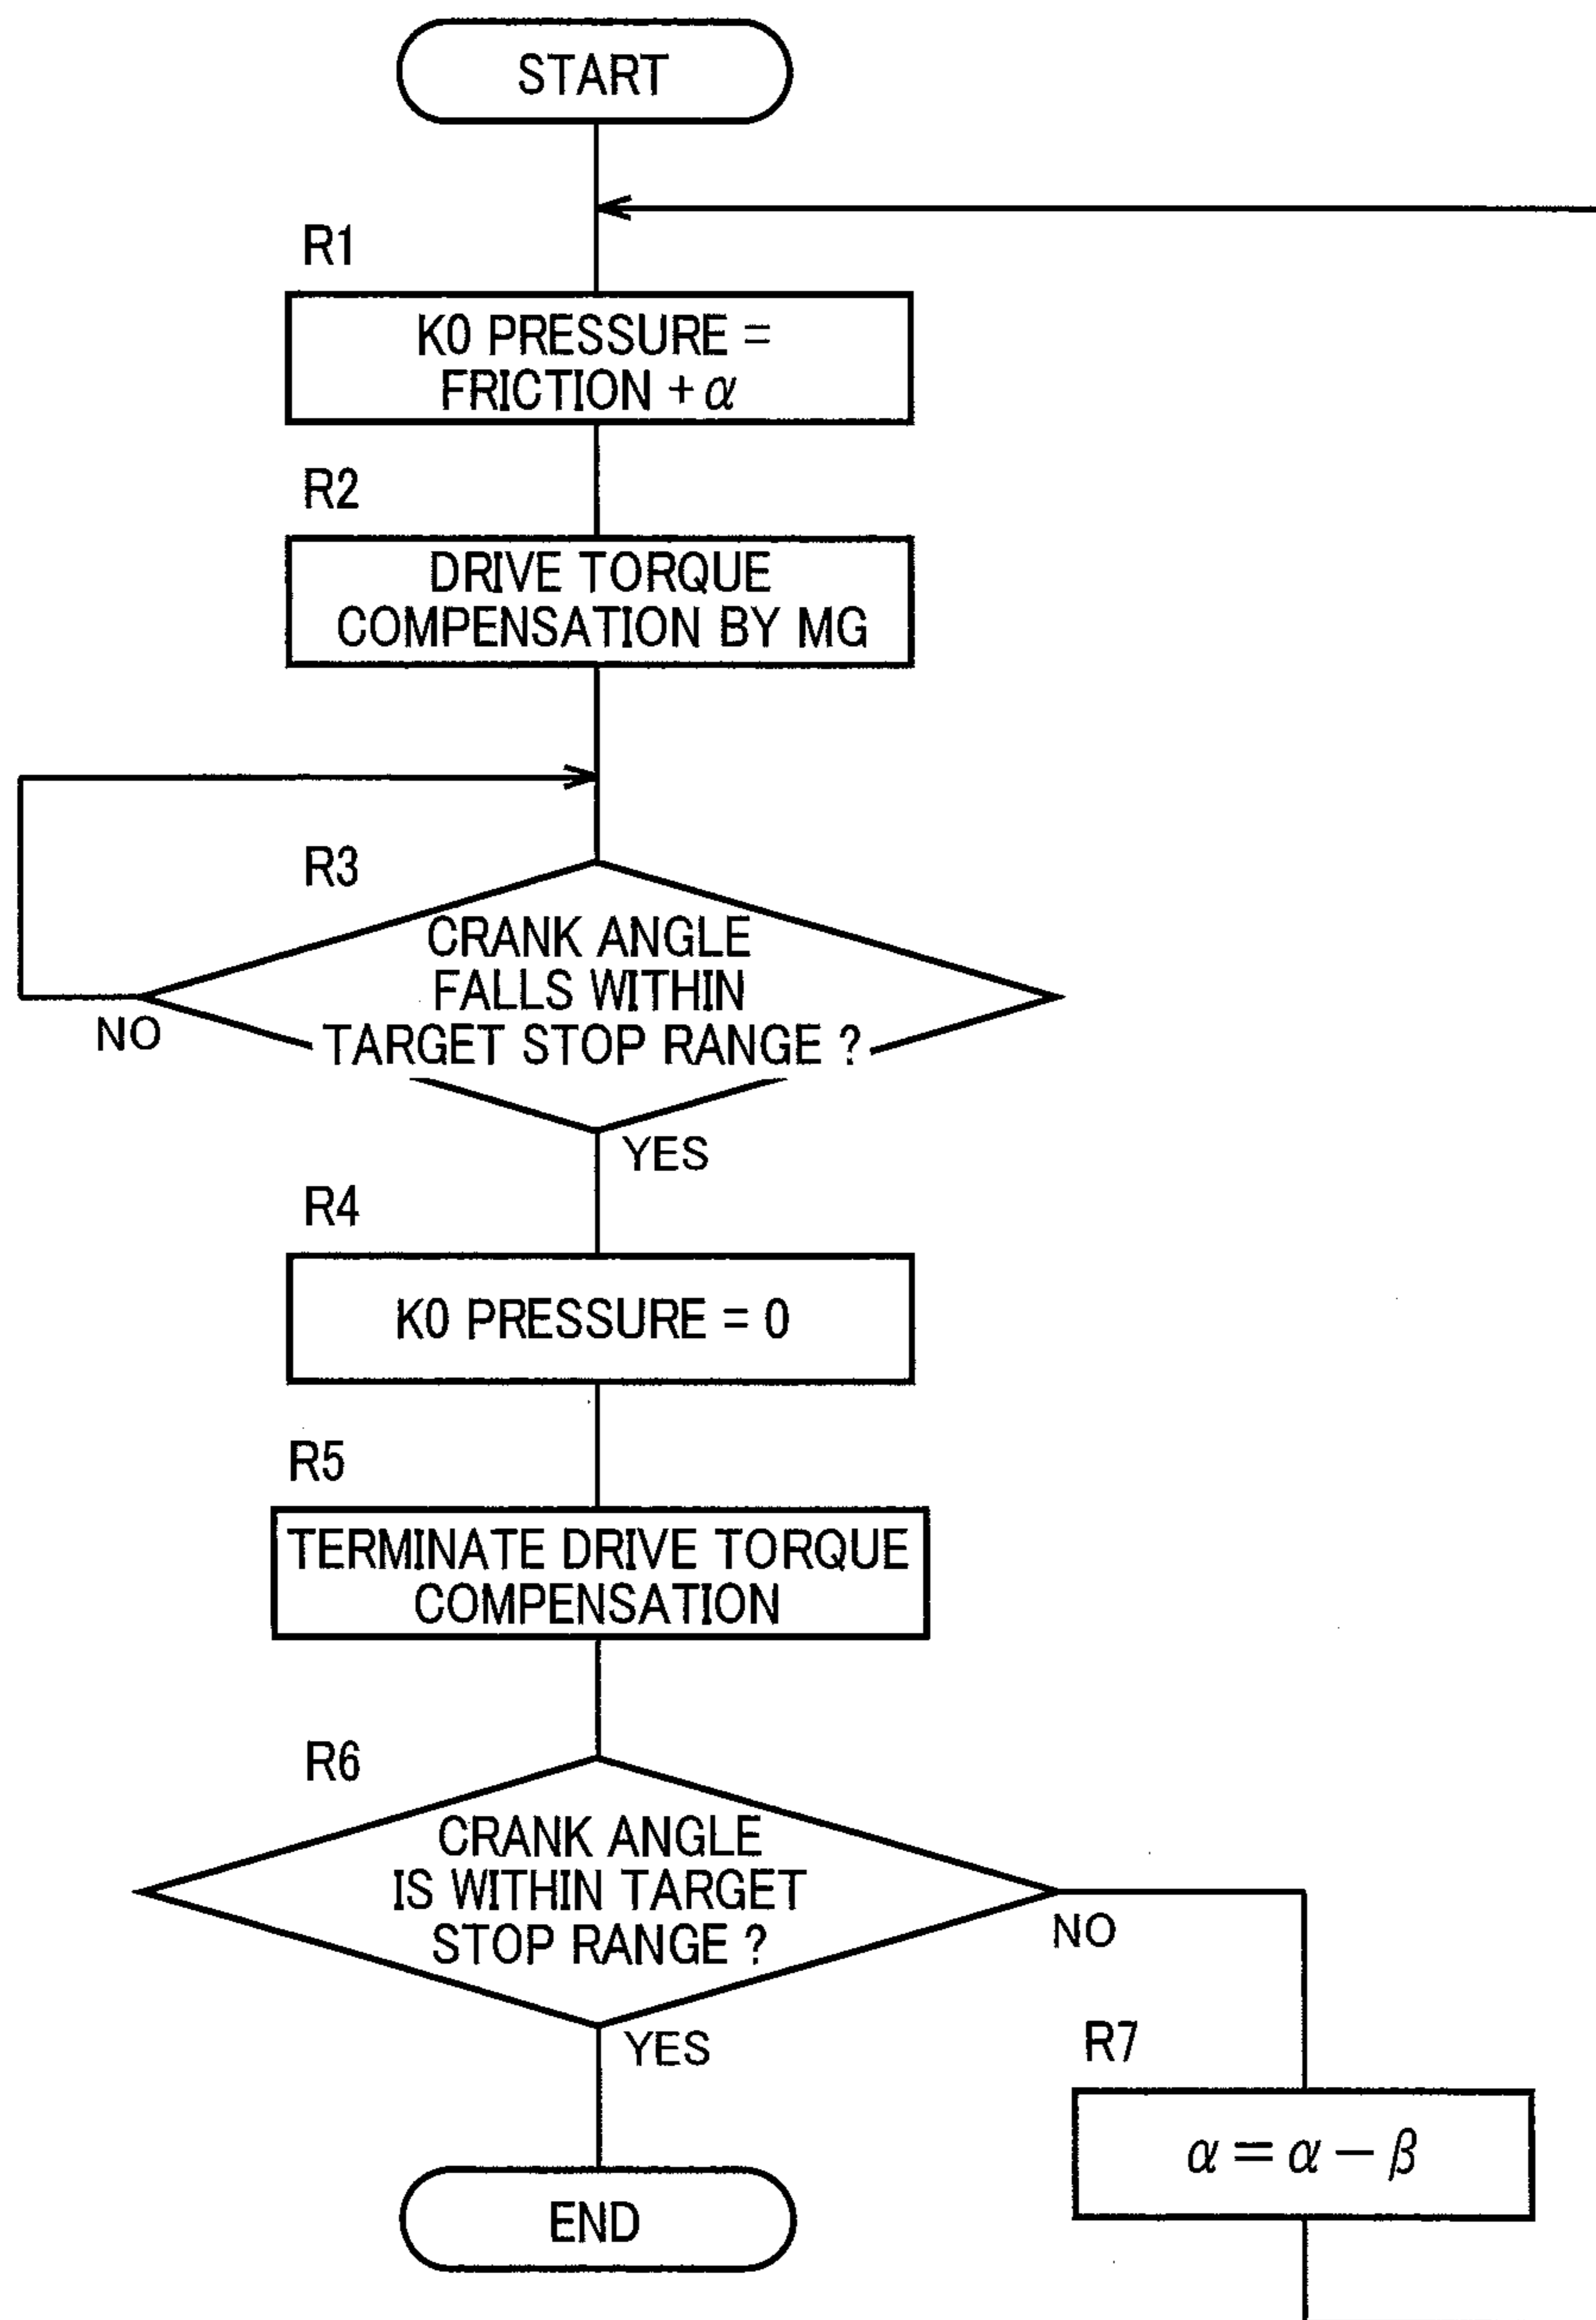 START
R1
K0 PRESSURE =
FRICTION + α
R2
DRIVE TORQUE
COMPENSATION BY MG
R3
CRANK ANGLE
FALLS WITHIN
TARGET STOP RANGE ?
NO
YES
R4
K0 PRESSURE = 0
R5
TERMINATE DRIVE TORQUE
COMPENSATION
R6
CRANK ANGLE
IS WITHIN TARGET
STOP RANGE ?
NO
YES
R7
α = α − β
END